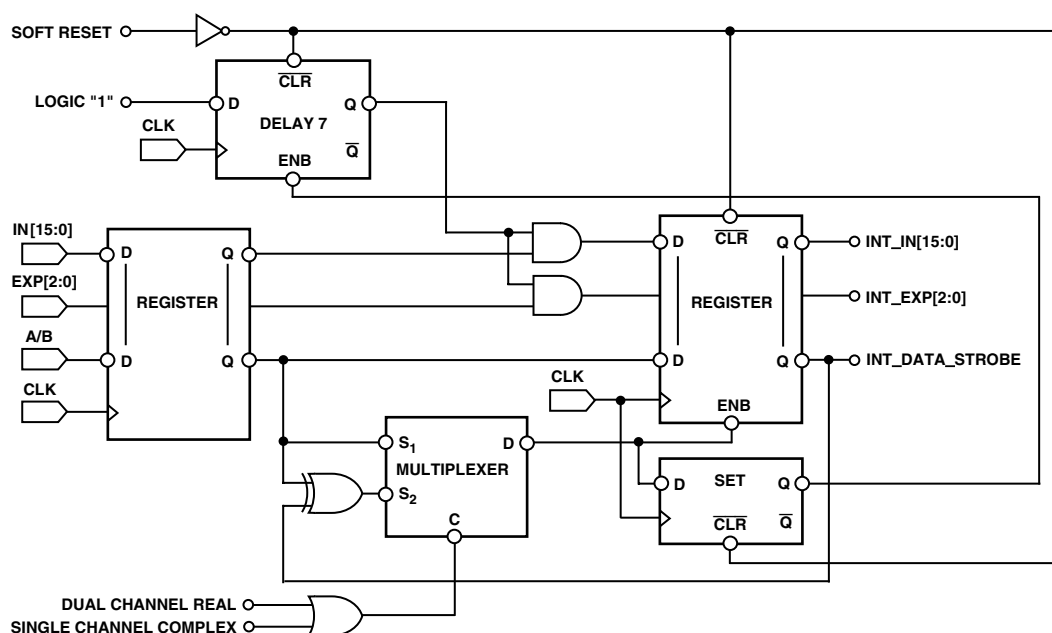 SOFT RESET
CLR
LOGIC "1"
D
Q
DELAY 7
CLK
Q
ENB
IN[15:0]
D
Q
EXP[2:0]
REGISTER
A/B
D
Q
CLK
CLR
D
Q
INT_IN[15:0]
REGISTER
INT_EXP[2:0]
D
Q
INT_DATA_STROBE
CLK
ENB
S1
D
MULTIPLEXER
S2
C
D
SET
Q
CLR
Q
DUAL CHANNEL REAL
SINGLE CHANNEL COMPLEX